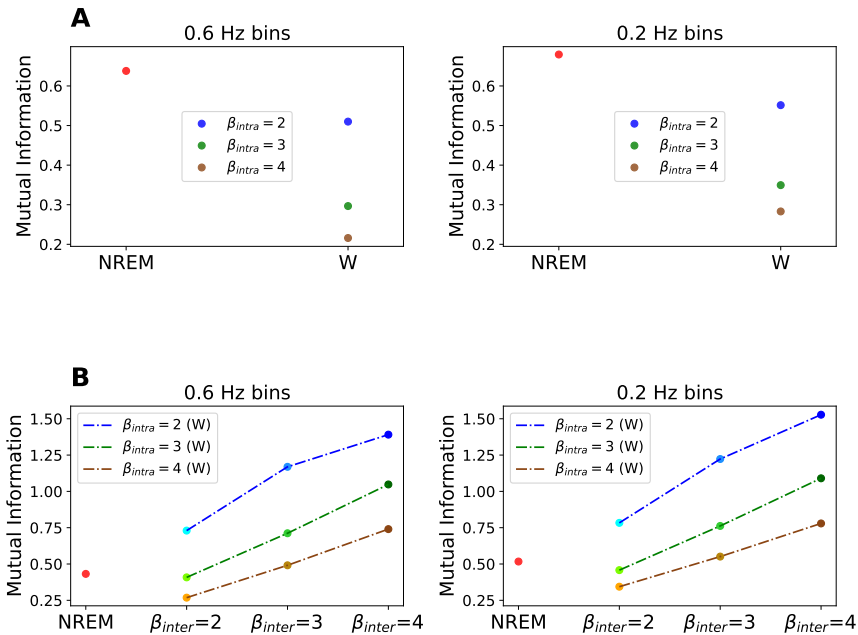 A
0.6 Hz bins
Mutual Information
0.6
0.5
0.4
0.3
0.2
β_intra = 2
β_intra = 3
β_intra = 4
NREM
W
0.2 Hz bins
Mutual Information
0.6
0.5
0.4
0.3
0.2
β_intra = 2
β_intra = 3
β_intra = 4
NREM
W
B
0.6 Hz bins
Mutual Information
1.50
1.25
1.00
0.75
0.50
0.25
β_intra = 2 (W)
β_intra = 3 (W)
β_intra = 4 (W)
NREM
β_inter=2
β_inter=3
β_inter=4
0.2 Hz bins
Mutual Information
1.50
1.25
1.00
0.75
0.50
0.25
β_intra = 2 (W)
β_intra = 3 (W)
β_intra = 4 (W)
NREM
β_inter=2
β_inter=3
β_inter=4